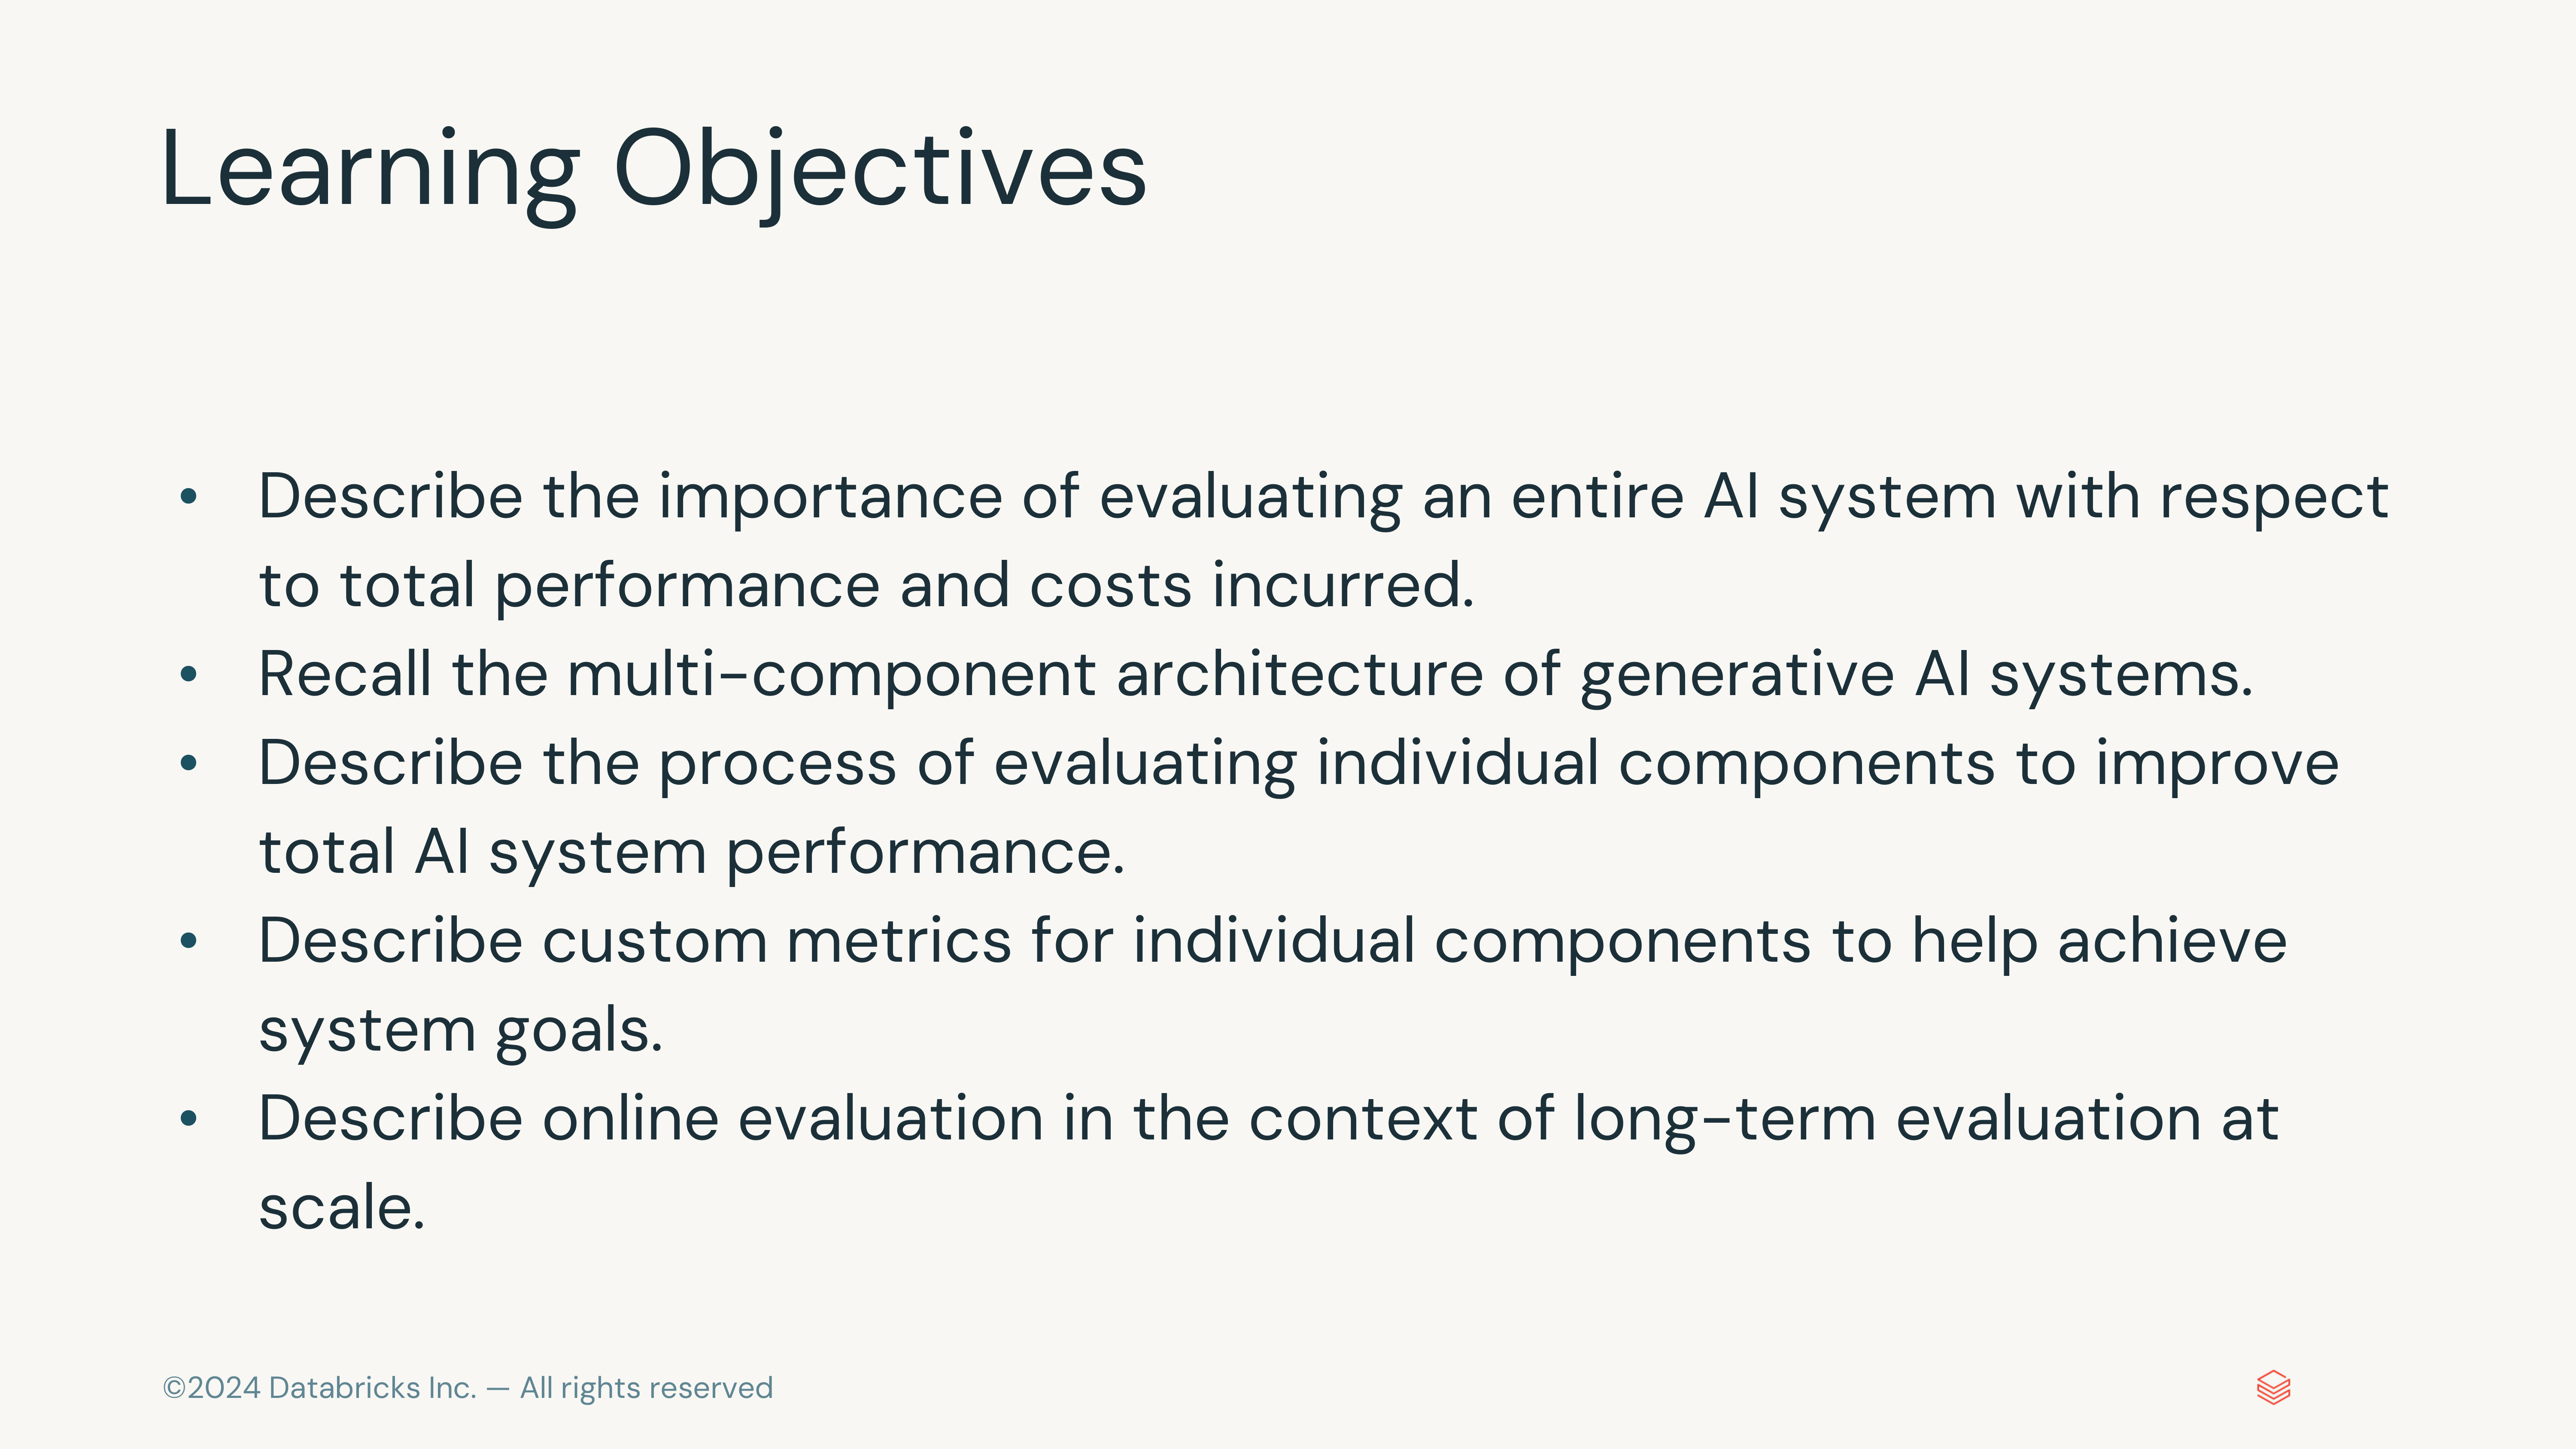 Learning Objectives
• Describe the importance of evaluating an entire AI system with respect
to total performance and costs incurred.
• Recall the multi-component architecture of generative AI systems.
• Describe the process of evaluating individual components to improve
total AI system performance.
• Describe custom metrics for individual components to help achieve
system goals.
• Describe online evaluation in the context of long-term evaluation at
scale.
©2024 Databricks Inc. — All rights reserved